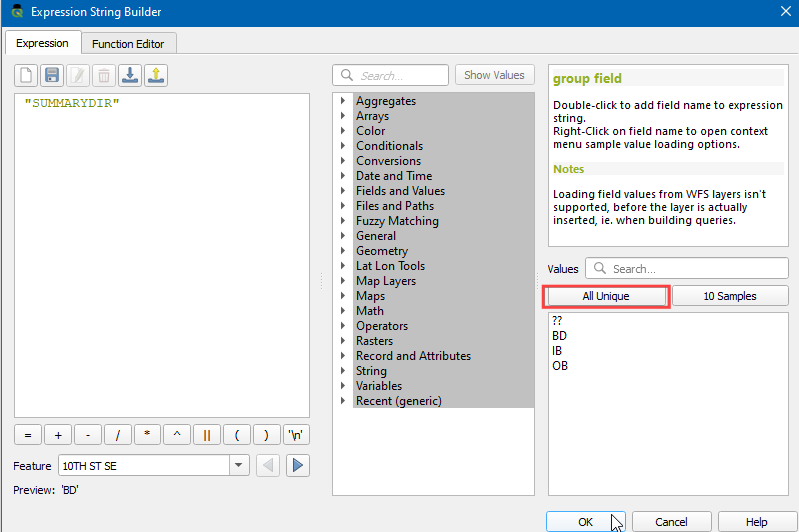 Expression String Builder
Expression
Function Editor
Search...
Show Values
"SUMMARYDIR"
Aggregates
Arrays
Color
Conditionals
Conversions
Date and Time
Fields and Values
Files and Paths
Fuzzy Matching
General
Geometry
Lat Lon Tools
Map Layers
Maps
Math
Operators
Rasters
Record and Attributes
String
Variables
Recent (generic)
group field
Double-click to add field name to expression
string.
Right-Click on field name to open context
menu sample value loading options.
Notes
Loading field values from WFS layers isn't
supported, before the layer is actually
inserted, ie. when building queries.
Values
Search...
All Unique
10 Samples
??
BD
IB
OB
= + - / * ^ || ( ) '\n'
Feature 10TH ST SE
Preview: 'BD'
OK
Cancel
Help